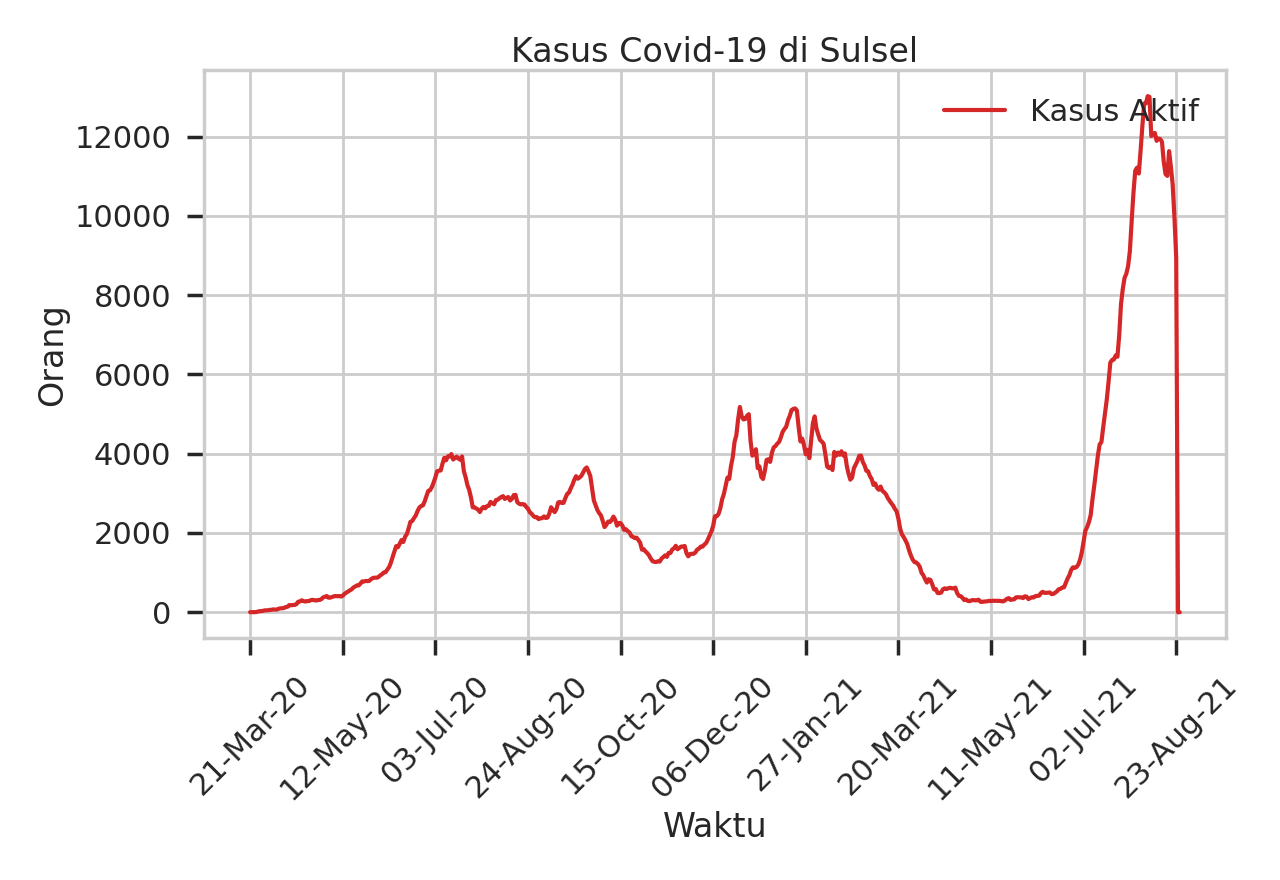 Kasus Covid-19 di Sulsel
Kasus Aktif
12000
10000
8000
6000
4000
2000
0
Orang
21-Mar-20
12-May-20
03-Jul-20
24-Aug-20
15-Oct-20
06-Dec-20
27-Jan-21
20-Mar-21
11-May-21
02-Jul-21
23-Aug-21
Waktu